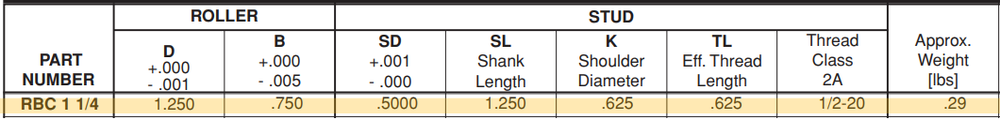 ROLLER STUD
PART NUMBER D +.000 - .001 B +.000 - .005 SD +.001 - .000 SL Shank Length K Shoulder Diameter TL Eff. Thread Length Thread Class 2A Approx. Weight [lbs]
RBC 1 1/4 1.250 .750 .5000 1.250 .625 .625 1/2-20 .29